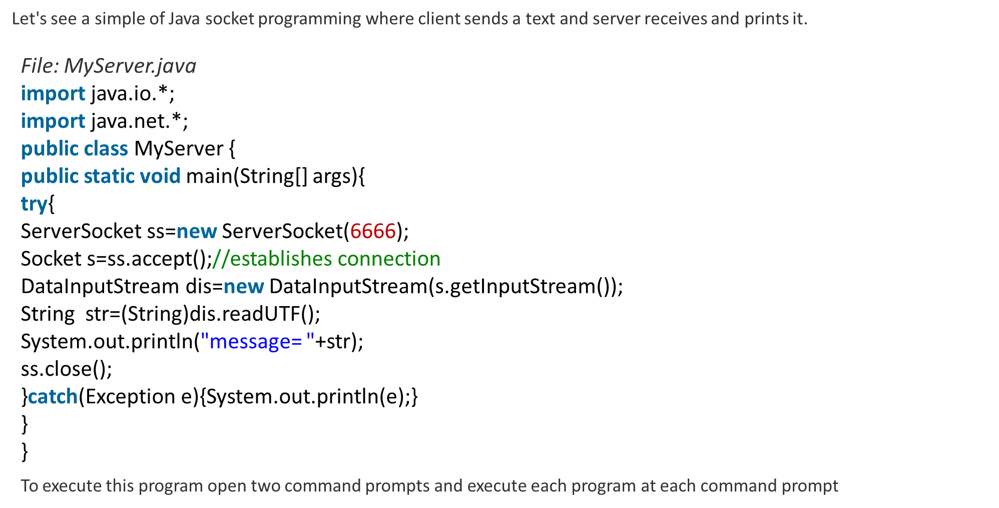 Let's see a simple of Java socket programming where client sends a text and server receives and prints it.
File: MyServer.java
import java.io.*;
import java.net.*;
public class MyServer {
public static void main(String[] args){
try{
ServerSocket ss=new ServerSocket(6666);
Socket s=ss.accept();//establishes connection
DataInputStream dis=new DataInputStream(s.getInputStream());
String  str=(String)dis.readUTF();
System.out.println("message= "+str);
ss.close();
}catch(Exception e){System.out.println(e);}
}
}
To execute this program open two command prompts and execute each program at each command prompt